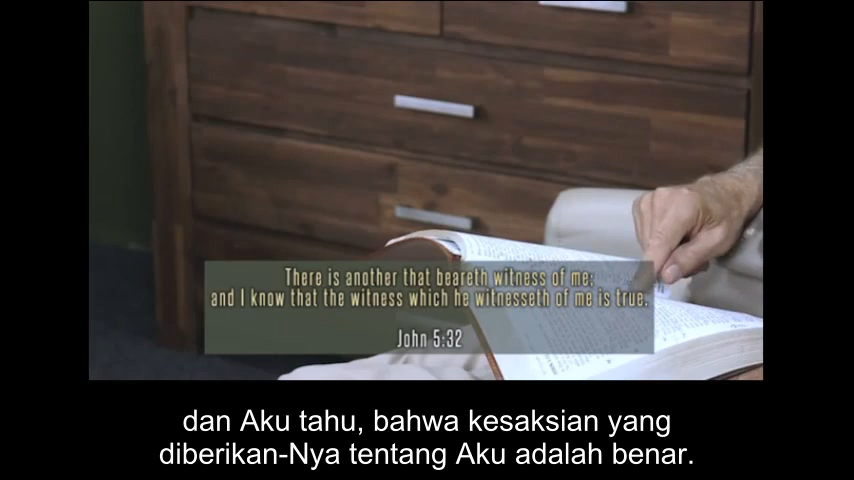 There is another that beareth witness of me;
and I know that the witness which he witnesseth of me is true.
John 5:32
dan Aku tahu, bahwa kesaksian yang
diberikan-Nya tentang Aku adalah benar.